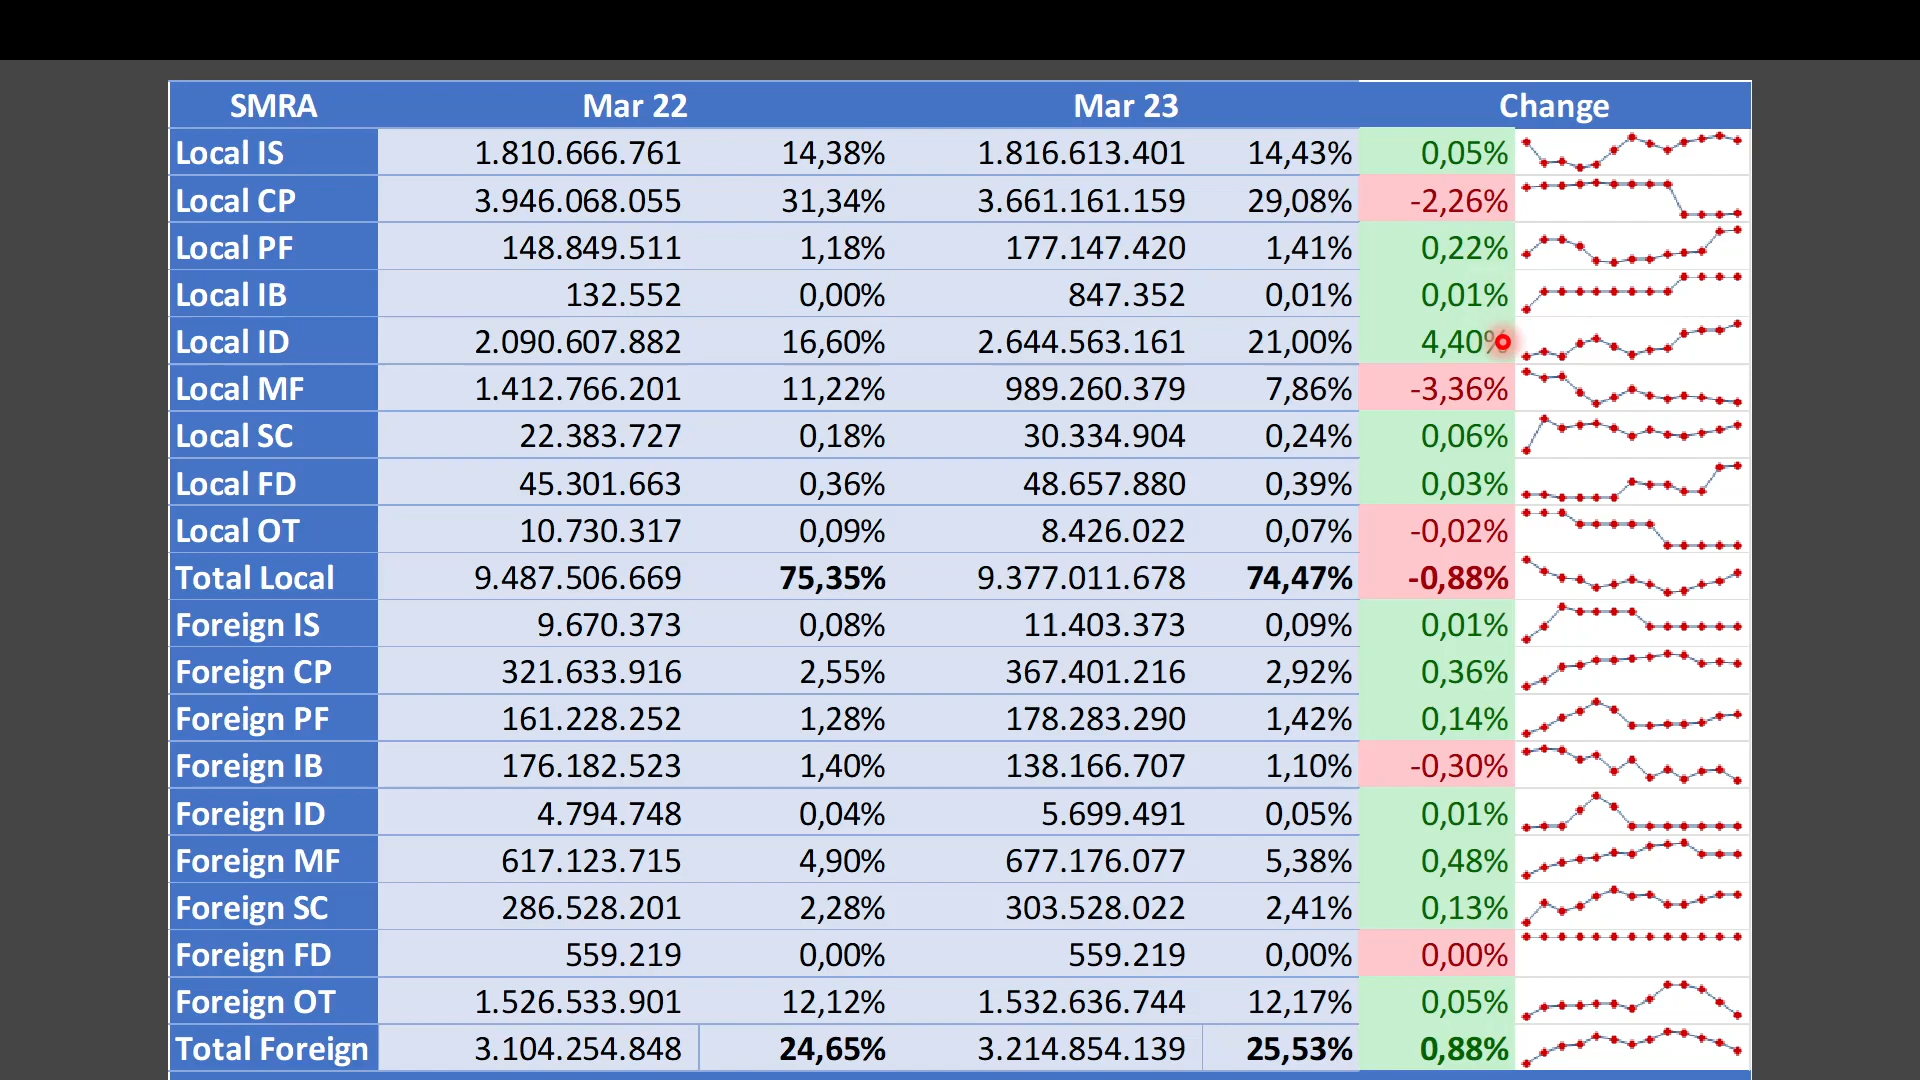 SMRA Mar 22 Mar 23 Change
Local IS 1.810.666.761 14,38% 1.816.613.401 14,43% 0,05%
Local CP 3.946.068.055 31,34% 3.661.161.159 29,08% -2,26%
Local PF 148.849.511 1,18% 177.147.420 1,41% 0,22%
Local IB 132.552 0,00% 847.352 0,01% 0,01%
Local ID 2.090.607.882 16,60% 2.644.563.161 21,00% 4,40%
Local MF 1.412.766.201 11,22% 989.260.379 7,86% -3,36%
Local SC 22.383.727 0,18% 30.334.904 0,24% 0,06%
Local FD 45.301.663 0,36% 48.657.880 0,39% 0,03%
Local OT 10.730.317 0,09% 8.426.022 0,07% -0,02%
Total Local 9.487.506.669 75,35% 9.377.011.678 74,47% -0,88%
Foreign IS 9.670.373 0,08% 11.403.373 0,09% 0,01%
Foreign CP 321.633.916 2,55% 367.401.216 2,92% 0,36%
Foreign PF 161.228.252 1,28% 178.283.290 1,42% 0,14%
Foreign IB 176.182.523 1,40% 138.166.707 1,10% -0,30%
Foreign ID 4.794.748 0,04% 5.699.491 0,05% 0,01%
Foreign MF 617.123.715 4,90% 677.176.077 5,38% 0,48%
Foreign SC 286.528.201 2,28% 303.528.022 2,41% 0,13%
Foreign FD 559.219 0,00% 559.219 0,00% 0,00%
Foreign OT 1.526.533.901 12,12% 1.532.636.744 12,17% 0,05%
Total Foreign 3.104.254.848 24,65% 3.214.854.139 25,53% 0,88%